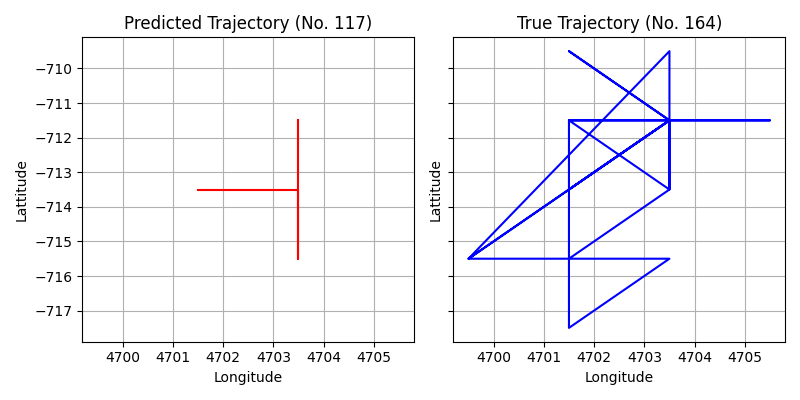 Predicted Trajectory (No. 117)
True Trajectory (No. 164)
−710
−711
−712
−713
−714
−715
−716
−717
Lattitude
Lattitude
4700 4701 4702 4703 4704 4705
4700 4701 4702 4703 4704 4705
Longitude
Longitude